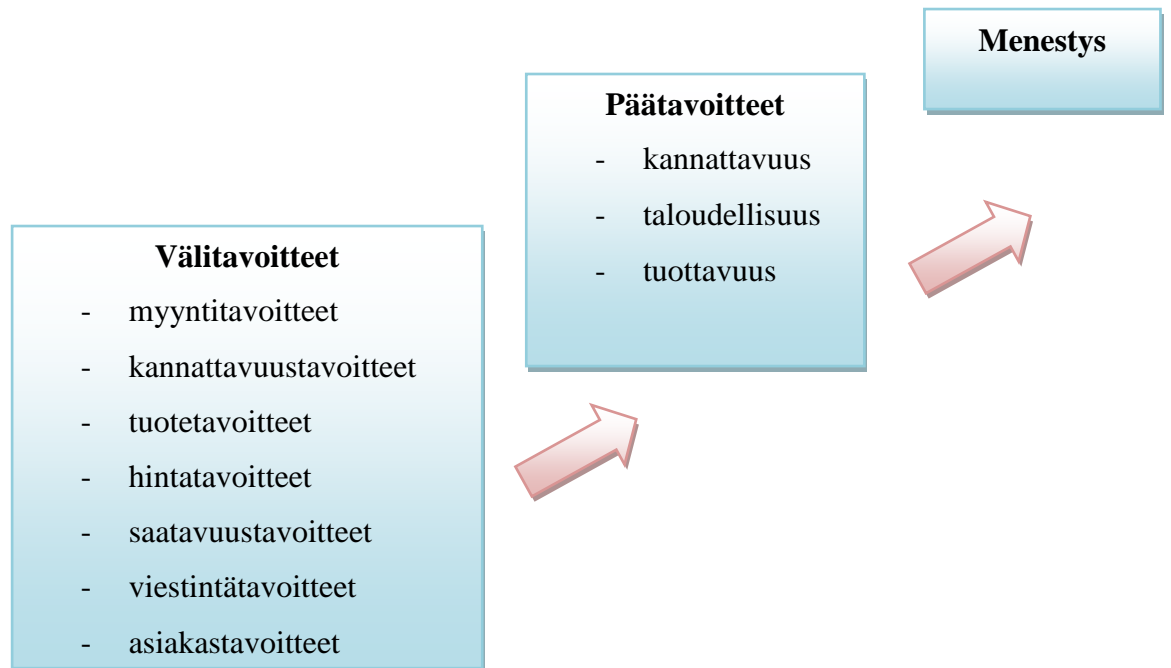 Menestys
Päätavoitteet
- kannattavuus
- taloudellisuus
- tuottavuus
Välitavoitteet
- myyntitavoitteet
- kannattavuustavoitteet
- tuotetavoitteet
- hintatavoitteet
- saatavuustavoitteet
- viestintätavoitteet
- asiakastavoitteet